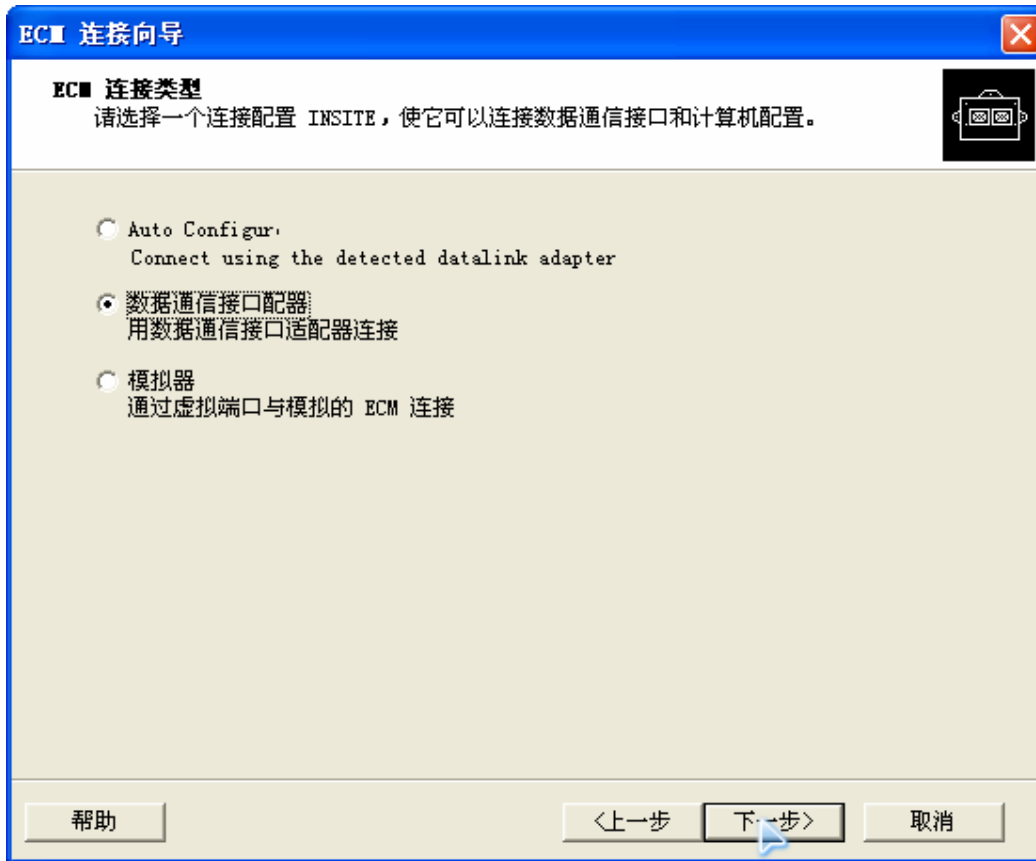 ECM 连接向导
ECM 连接类型
请选择一个连接配置 INSITE，使它可以连接数据通信接口和计算机配置。
Auto Configur
Connect using the detected datalink adapter
数据通信接口配器
用数据通信接口适配器连接
模拟器
通过虚拟端口与模拟的 ECM 连接
帮助
<上一步
下一步>
取消